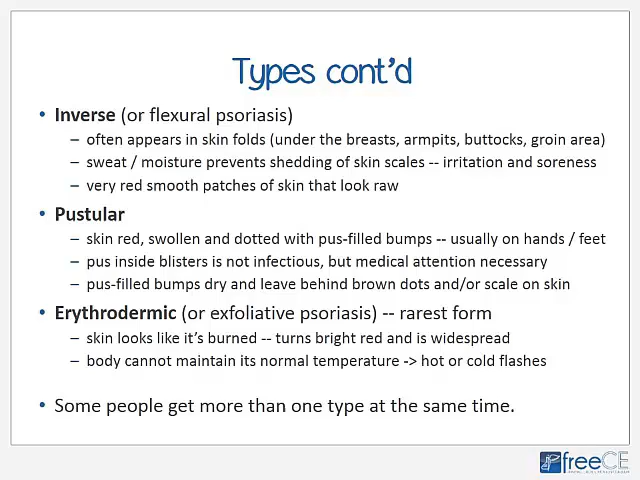 Types cont'd
• Inverse (or flexural psoriasis)
– often appears in skin folds (under the breasts, armpits, buttocks, groin area)
– sweat / moisture prevents shedding of skin scales -- irritation and soreness
– very red smooth patches of skin that look raw
• Pustular
– skin red, swollen and dotted with pus-filled bumps -- usually on hands / feet
– pus inside blisters is not infectious, but medical attention necessary
– pus-filled bumps dry and leave behind brown dots and/or scale on skin
• Erythrodermic (or exfoliative psoriasis) -- rarest form
– skin looks like it's burned -- turns bright red and is widespread
– body cannot maintain its normal temperature -> hot or cold flashes
• Some people get more than one type at the same time.
freeCE